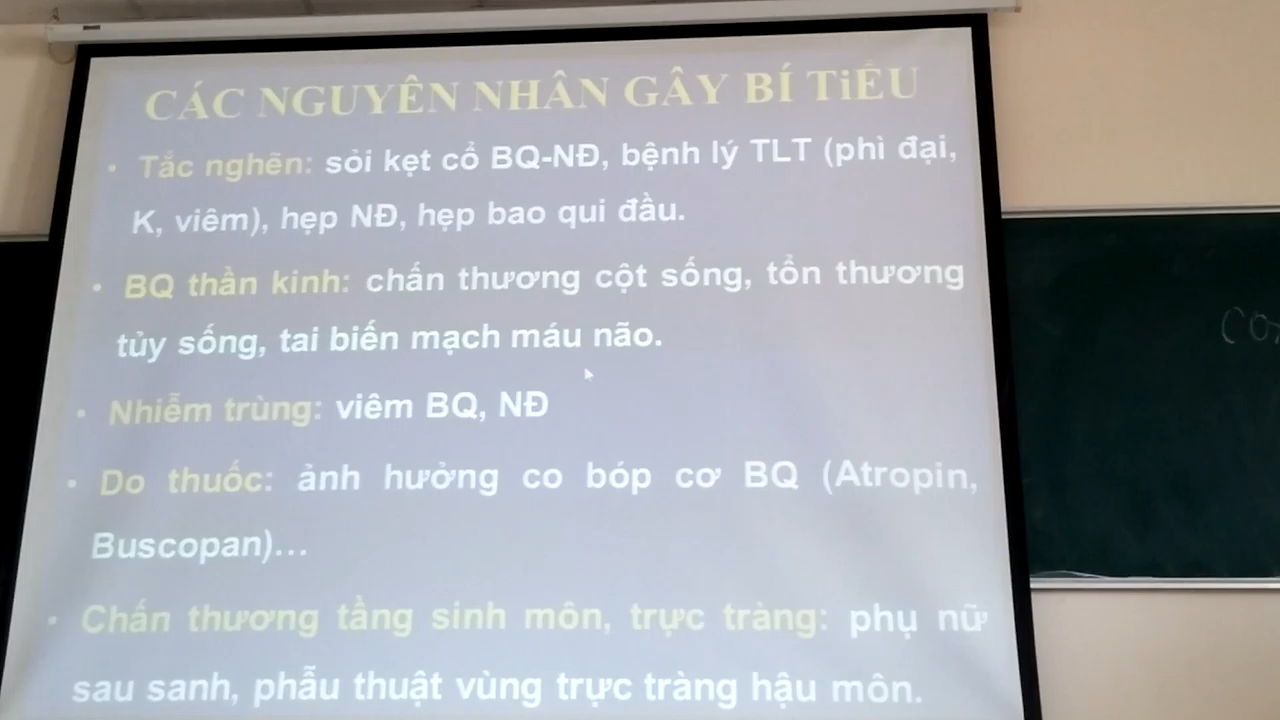 CÁC NGUYÊN NHÂN GÂY BÍ TiỂU
• Tắc nghẽn: sỏi kẹt cổ BQ-NĐ, bệnh lý TLT (phì đại,
K, viêm), hẹp NĐ, hẹp bao qui đầu.
• BQ thần kinh: chấn thương cột sống, tổn thương
tủy sống, tai biến mạch máu não.
• Nhiễm trùng: viêm BQ, NĐ
• Do thuốc: ảnh hưởng co bóp cơ BQ (Atropin,
Buscopan)...
• Chấn thương tầng sinh môn, trực tràng: phụ nữ
sau sanh, phẫu thuật vùng trực tràng hậu môn.